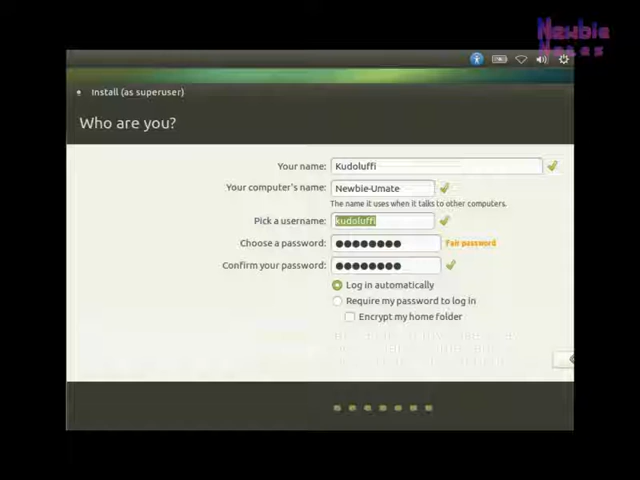 Newbie
Notes
Install (as superuser)
Who are you?
Your name: Kudoluffi
Your computer's name: Newbie-Umate
The name it uses when it talks to other computers.
Pick a username: kudoluffi
Choose a password: ●●●●●●●● Fair password
Confirm your password: ●●●●●●●●
Log in automatically
Require my password to log in
Encrypt my home folder